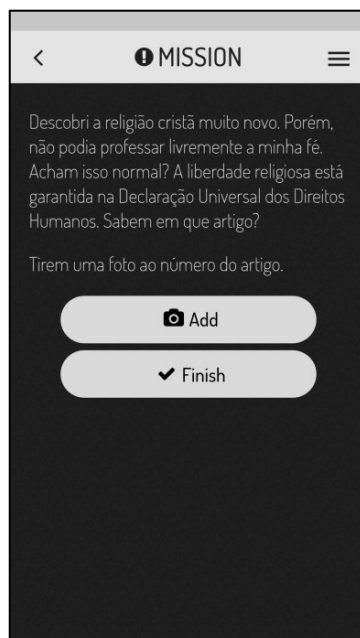 MISSION
Descobri a religião cristã muito novo. Porém,
não podia professar livremente a minha fé.
Acham isso normal? A liberdade religiosa está
garantida na Declaração Universal dos Direitos
Humanos. Sabem em que artigo?
Tirem uma foto ao número do artigo.
Add
Finish